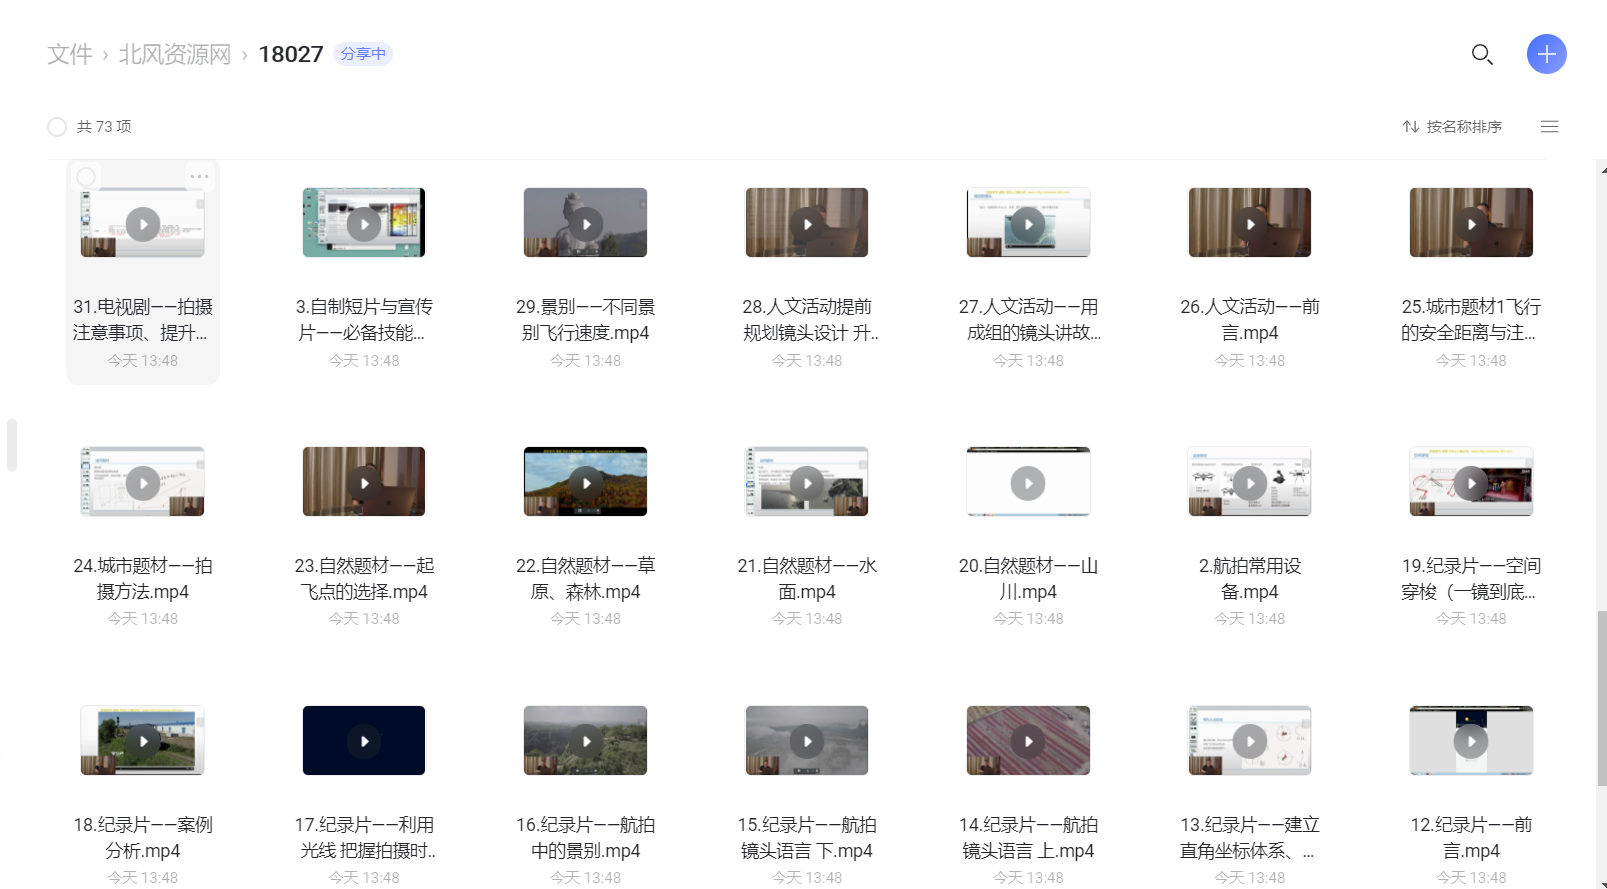 文件 › 北风资源网 › 18027 分享中
共 73 项
按名称排序
31.电视剧——拍摄
注意事项、提升...
今天 13:48
3.自制短片与宣传
片——必备技能...
今天 13:48
29.景别——不同景
别飞行速度.mp4
今天 13:48
28.人文活动提前
规划镜头设计 升..
今天 13:48
27.人文活动——用
成组的镜头讲故...
今天 13:48
26.人文活动——前
言.mp4
今天 13:48
25.城市题材1飞行
的安全距离与注...
今天 13:48
24.城市题材——拍
摄方法.mp4
今天 13:48
23.自然题材——起
飞点的选择.mp4
今天 13:48
22.自然题材——草
原、森林.mp4
今天 13:48
21.自然题材——水
面.mp4
今天 13:48
20.自然题材——山
川.mp4
今天 13:48
2.航拍常用设
备.mp4
今天 13:48
19.纪录片——空间
穿梭（一镜到底...
今天 13:48
18.纪录片——案例
分析.mp4
今天 13:48
17.纪录片——利用
光线 把握拍摄时..
今天 13:48
16.纪录片——航拍
中的景别.mp4
今天 13:48
15.纪录片——航拍
镜头语言 下.mp4
今天 13:48
14.纪录片——航拍
镜头语言 上.mp4
今天 13:48
13.纪录片——建立
直角坐标体系、...
今天 13:48
12.纪录片——前
言.mp4
今天 13:48